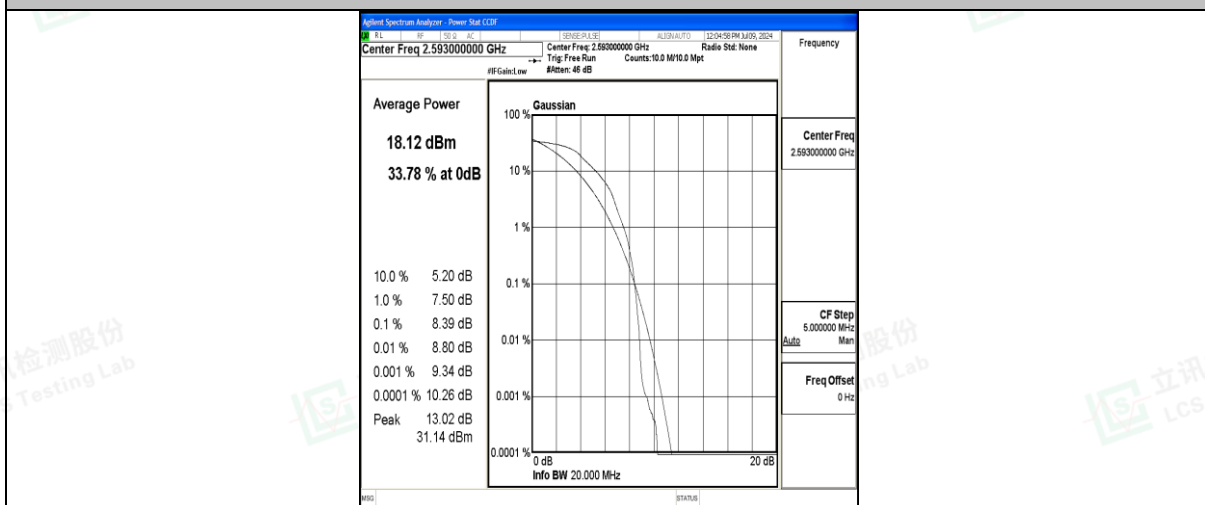 Agilent Spectrum Analyzer - Power Stat CCDF
RL RF 50 Ω AC SENSE:PULSE ALIGN AUTO 12:04:58 PM Jul 09, 2024
Center Freq 2.593000000 GHz
Center Freq: 2.593000000 GHz Radio Std: None
Trig: Free Run Counts:10.0 M/10.0 Mpt
#IFGain:Low #Atten: 46 dB
Frequency
Average Power
18.12 dBm
33.78 % at 0dB
10.0 % 5.20 dB
1.0 % 7.50 dB
0.1 % 8.39 dB
0.01 % 8.80 dB
0.001 % 9.34 dB
0.0001 % 10.26 dB
Peak 13.02 dB
31.14 dBm
Gaussian
100 %
10 %
1 %
0.1 %
0.01 %
0.001 %
0.0001 %
0 dB 20 dB
Info BW 20.000 MHz
Center Freq
2.593000000 GHz
CF Step
5.000000 MHz
Auto Man
Freq Offset
0 Hz
MSG STATUS
检测股份
Testing Lab
股份
ng Lab
立讯
LCS